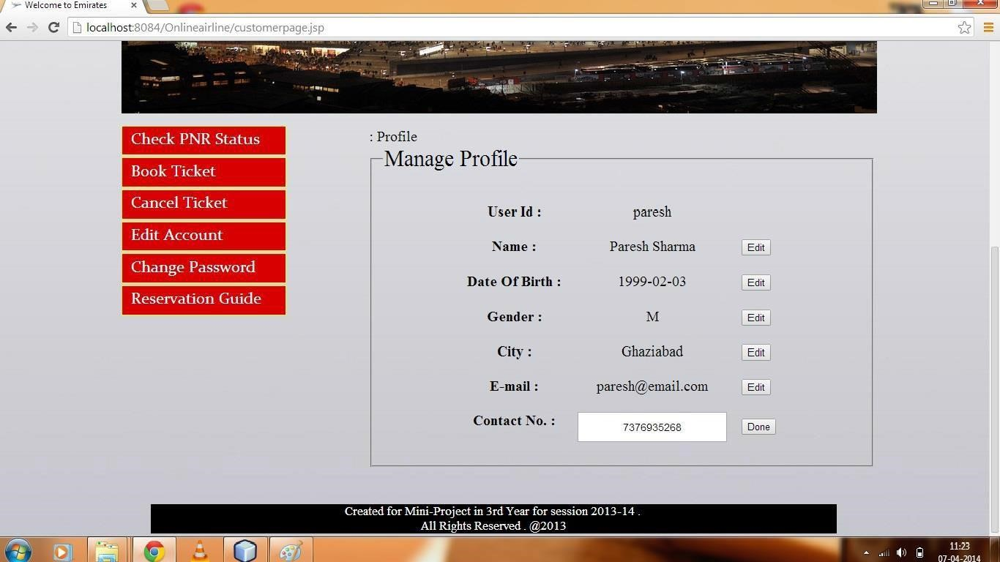 Welcome to Emirates
localhost:8084/Onlineairline/customerpage.jsp
Check PNR Status
Book Ticket
Cancel Ticket
Edit Account
Change Password
Reservation Guide
: Profile
Manage Profile
User Id : paresh
Name : Paresh Sharma Edit
Date Of Birth : 1999-02-03 Edit
Gender : M Edit
City : Ghaziabad Edit
E-mail : paresh@email.com Edit
Contact No. : 7376935268 Done
Created for Mini-Project in 3rd Year for session 2013-14 .
All Rights Reserved . @2013
11:23
07-04-2014